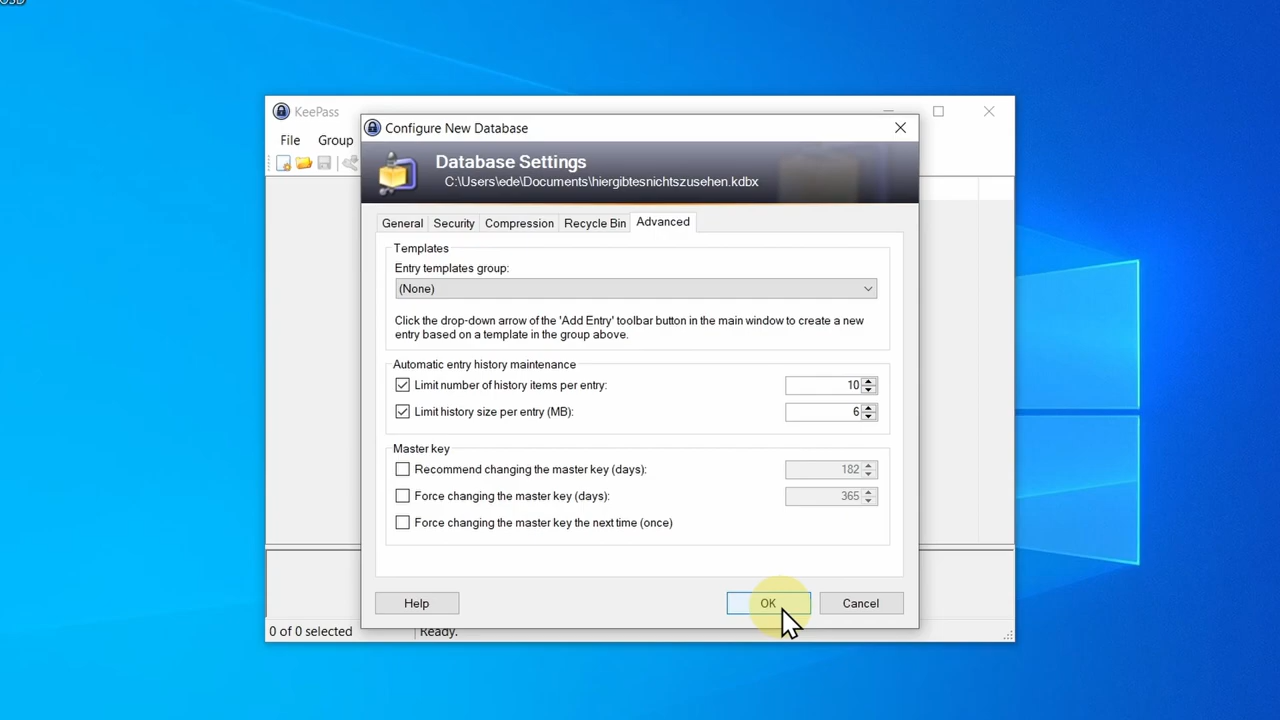 KeePass
File Group
Configure New Database
Database Settings
C:\Users\ede\Documents\hiergibtesnichtszusehen.kdbx
General Security Compression Recycle Bin Advanced
Templates
Entry templates group:
(None)
Click the drop-down arrow of the 'Add Entry' toolbar button in the main window to create a new
entry based on a template in the group above.
Automatic entry history maintenance
Limit number of history items per entry: 10
Limit history size per entry (MB): 6
Master key
Recommend changing the master key (days): 182
Force changing the master key (days): 365
Force changing the master key the next time (once)
Help OK Cancel
0 of 0 selected Ready.